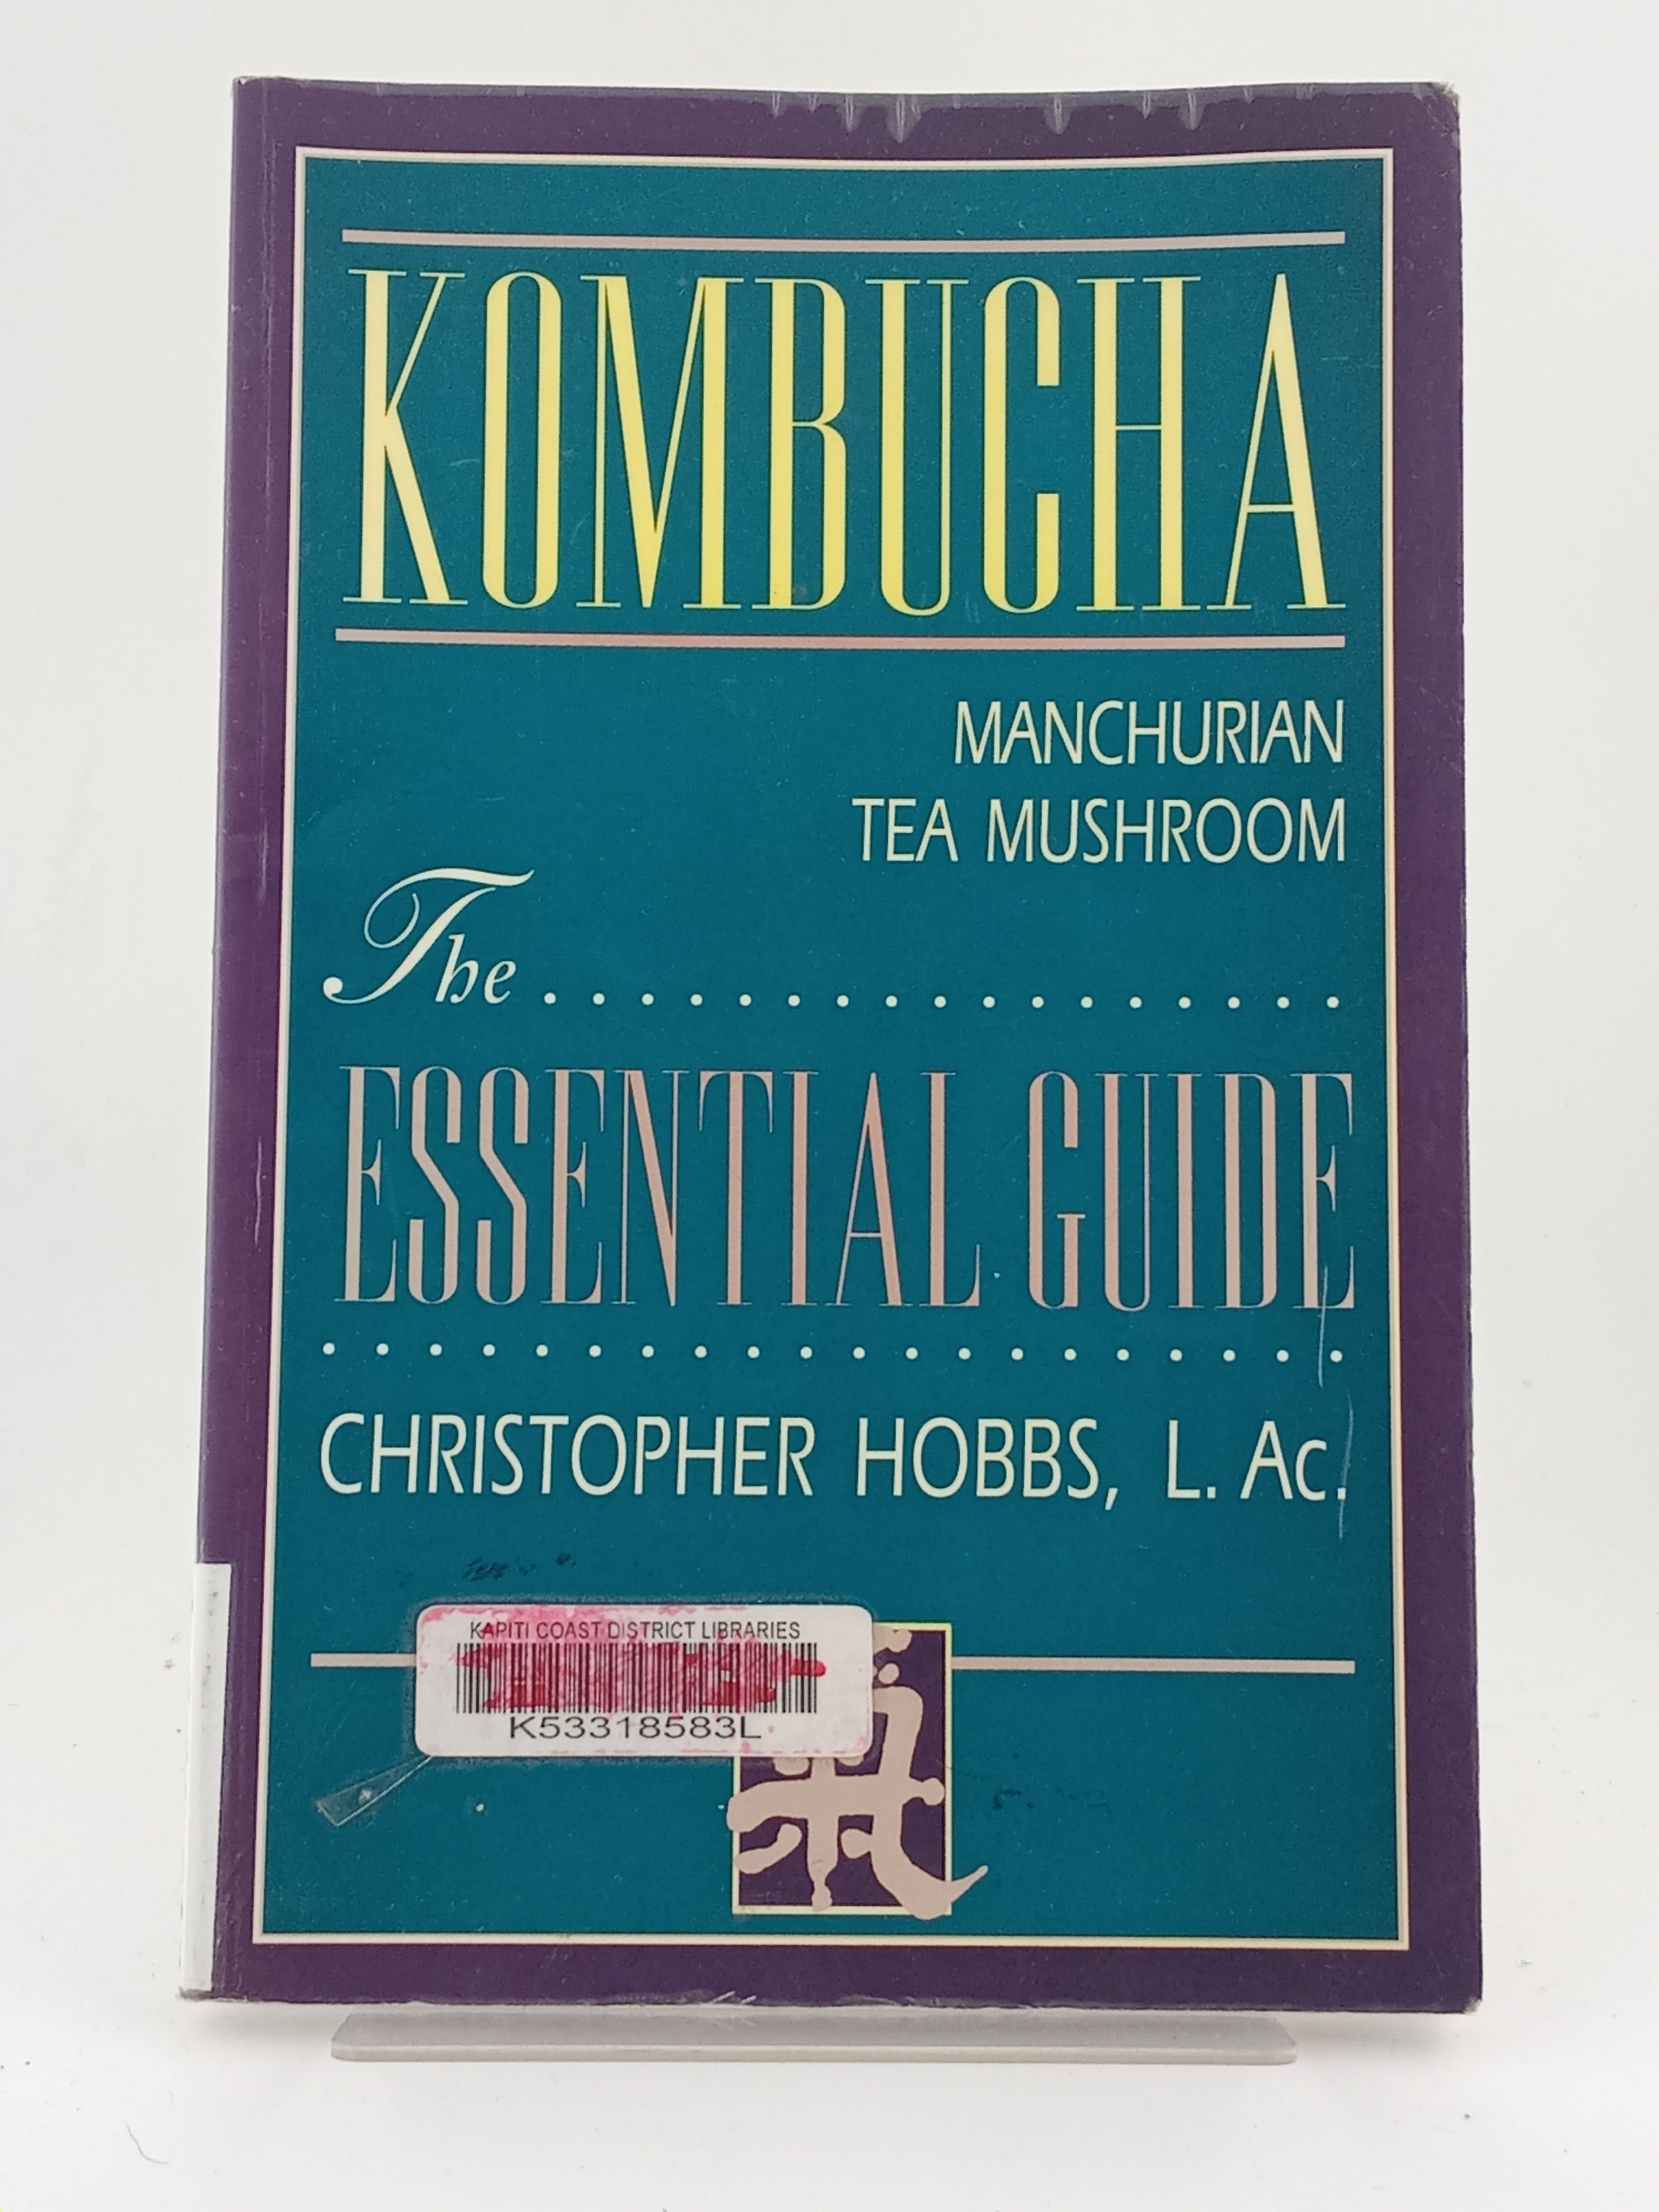 KOMBUCHA
MANCHURIAN
TEA MUSHROOM
The
ESSENTIAL GUIDE
CHRISTOPHER HOBBS, L. Ac.
KAPITI COAST DISTRICT LIBRARIES
K53318583L